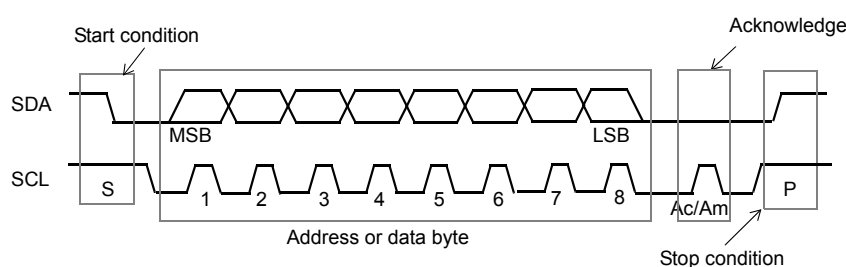 Acknowledge
Start condition
SDA
MSB LSB
SCL
S 1 2 3 4 5 6 7 8 Ac/Am P
Address or data byte
Stop condition